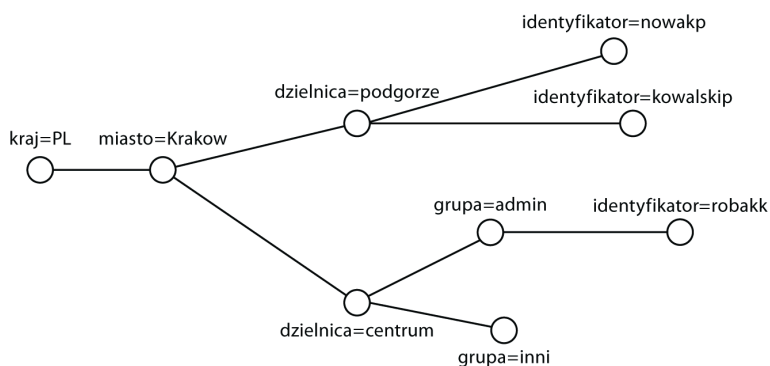 identyfikator=nowakp
dzielnica=podgorze
identyfikator=kowalskip
kraj=PL
miasto=Krakow
grupa=admin
identyfikator=robakk
dzielnica=centrum
grupa=inni